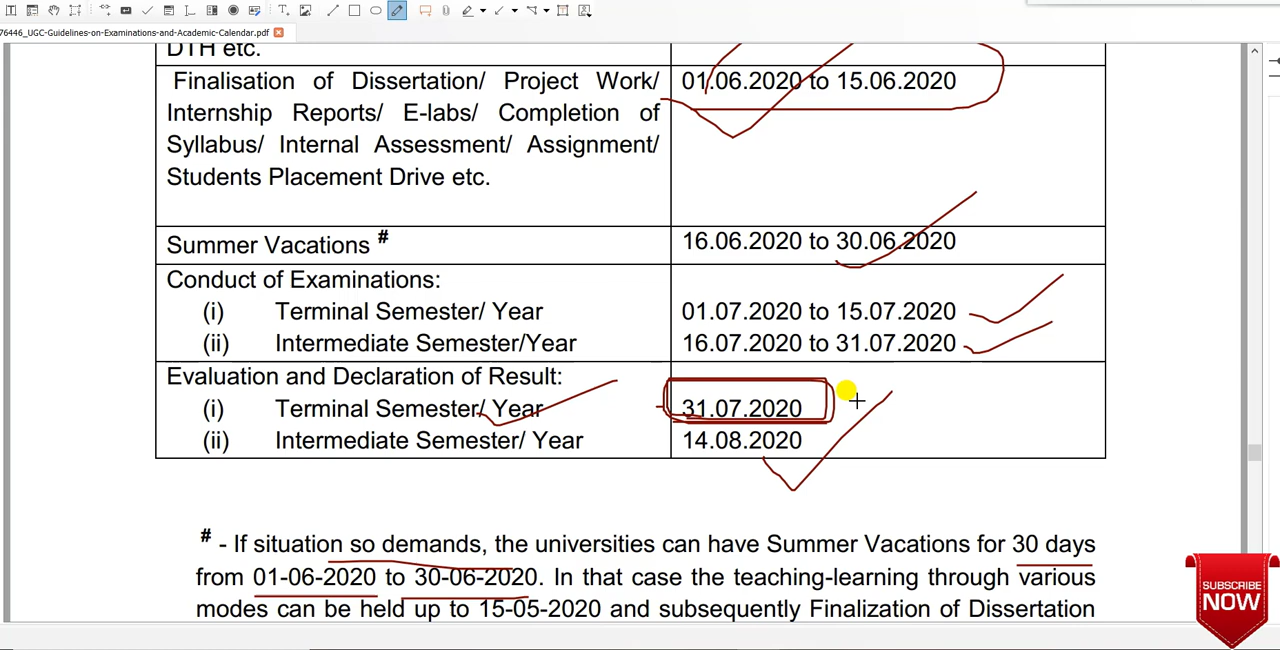 76446_UGC-Guidelines-on-Examinations-and-Academic-Calendar.pdf
DTH etc.
Finalisation of Dissertation/ Project Work/ 01.06.2020 to 15.06.2020
Internship Reports/ E-labs/ Completion of
Syllabus/ Internal Assessment/ Assignment/
Students Placement Drive etc.
Summer Vacations # 16.06.2020 to 30.06.2020
Conduct of Examinations:
(i) Terminal Semester/ Year 01.07.2020 to 15.07.2020
(ii) Intermediate Semester/Year 16.07.2020 to 31.07.2020
Evaluation and Declaration of Result:
(i) Terminal Semester/ Year 31.07.2020
(ii) Intermediate Semester/ Year 14.08.2020
# - If situation so demands, the universities can have Summer Vacations for 30 days
from 01-06-2020 to 30-06-2020. In that case the teaching-learning through various
modes can be held up to 15-05-2020 and subsequently Finalization of Dissertation
SUBSCRIBE
NOW